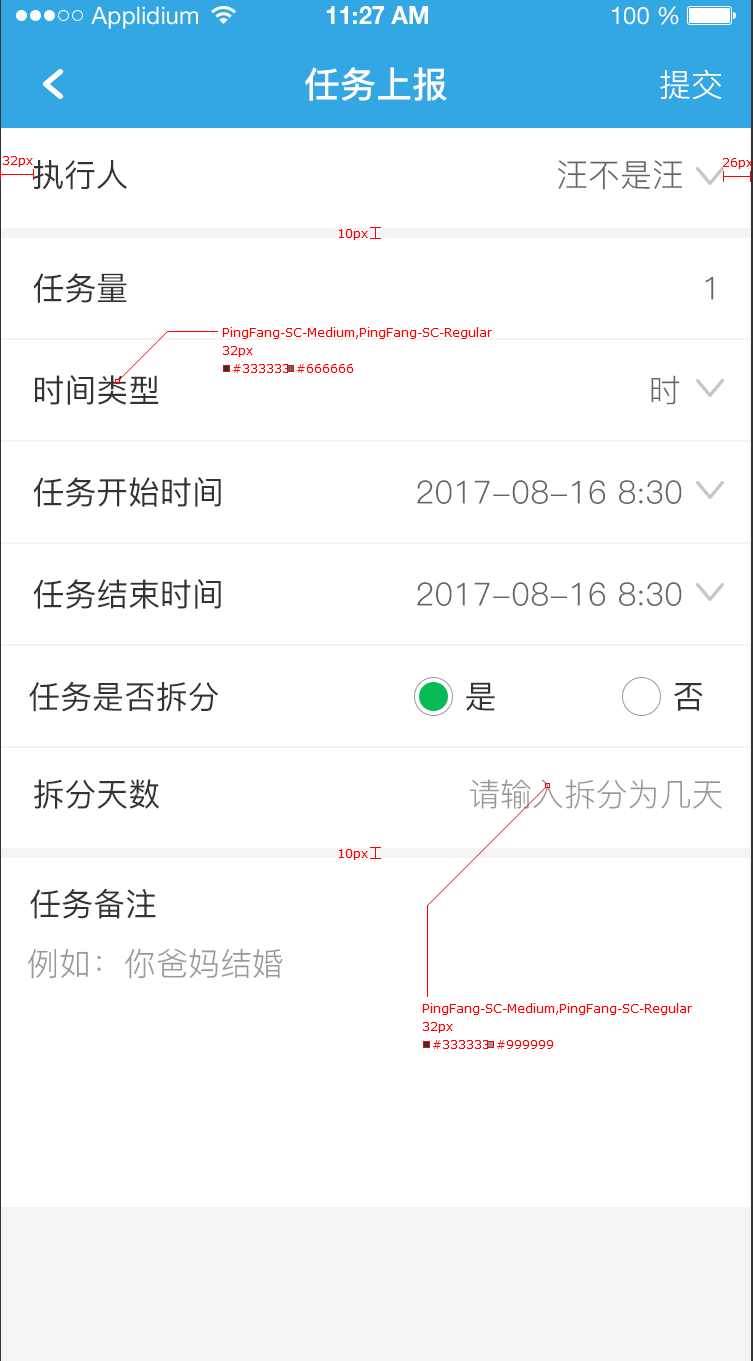 Applidium 11:27 AM 100 %
任务上报 提交
32px 26px
执行人 汪不是汪
10px
任务量 1
PingFang-SC-Medium,PingFang-SC-Regular
32px
#333333 #666666
时间类型 时
任务开始时间 2017-08-16 8:30
任务结束时间 2017-08-16 8:30
任务是否拆分 是 否
拆分天数 请输入拆分为几天
10px
任务备注
例如：你爸妈结婚
PingFang-SC-Medium,PingFang-SC-Regular
32px
#333333 #999999